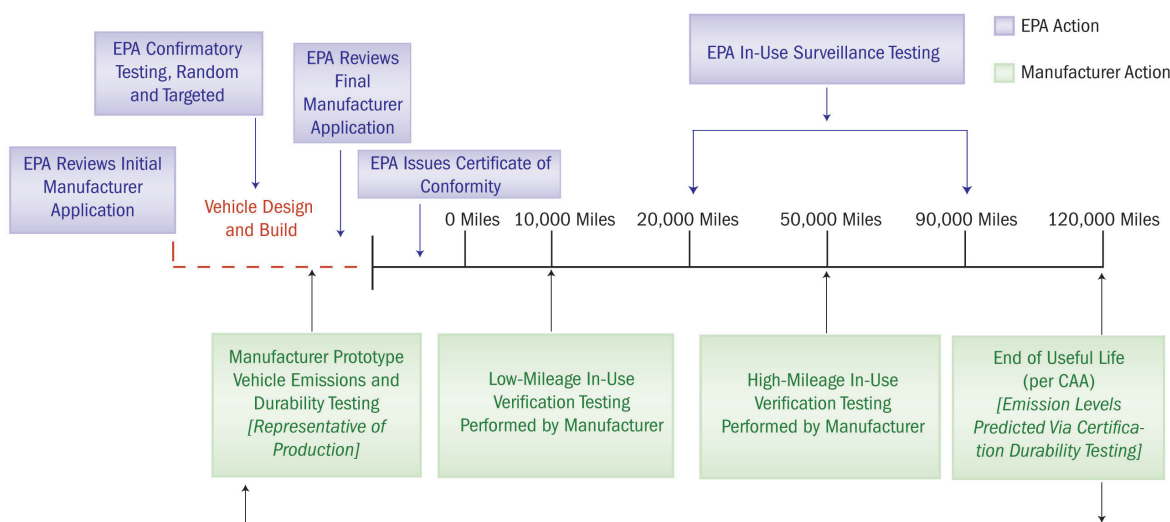 EPA Confirmatory
Testing, Random
and Targeted
EPA Reviews
Final
Manufacturer
Application
EPA In-Use Surveillance Testing
EPA Action
Manufacturer Action
EPA Reviews Initial
Manufacturer
Application
EPA Issues Certificate of
Conformity
Vehicle Design
and Build
0 Miles
10,000 Miles
20,000 Miles
50,000 Miles
90,000 Miles
120,000 Miles
Manufacturer Prototype
Vehicle Emissions and
Durability Testing
[Representative of
Production]
Low-Mileage In-Use
Verification Testing
Performed by Manufacturer
High-Mileage In-Use
Verification Testing
Performed by Manufacturer
End of Useful Life
(per CAA)
[Emission Levels
Predicted Via Certifica-
tion Durability Testing]